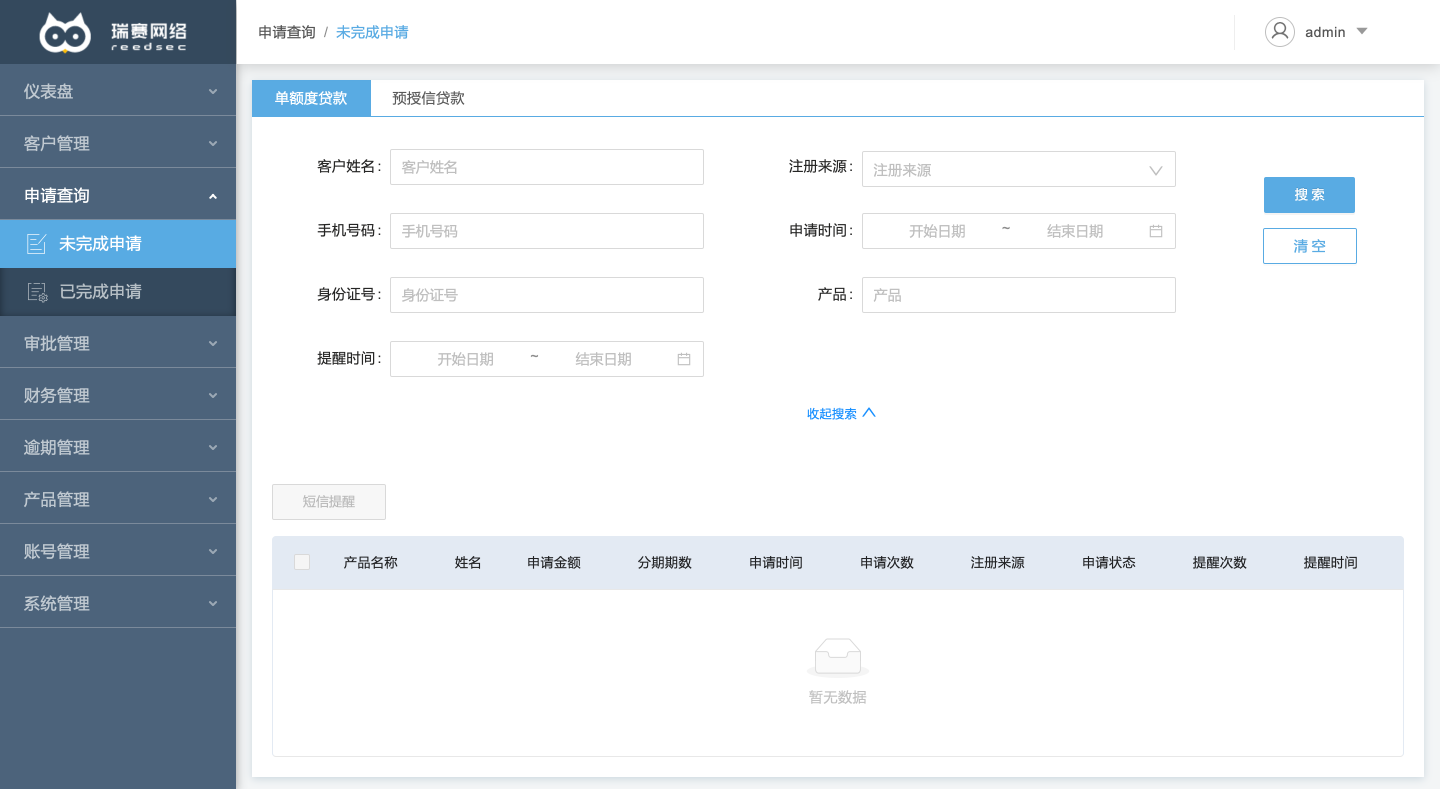 瑞赛网络
reedsec
申请查询 / 未完成申请
admin
仪表盘
客户管理
申请查询
未完成申请
已完成申请
审批管理
财务管理
逾期管理
产品管理
账号管理
系统管理
单额度贷款 预授信贷款
客户姓名: 客户姓名
注册来源: 注册来源
搜 索
手机号码: 手机号码
申请时间: 开始日期 ~ 结束日期
清 空
身份证号: 身份证号
产品: 产品
提醒时间: 开始日期 ~ 结束日期
收起搜索
短信提醒
产品名称 姓名 申请金额 分期期数 申请时间 申请次数 注册来源 申请状态 提醒次数 提醒时间
暂无数据